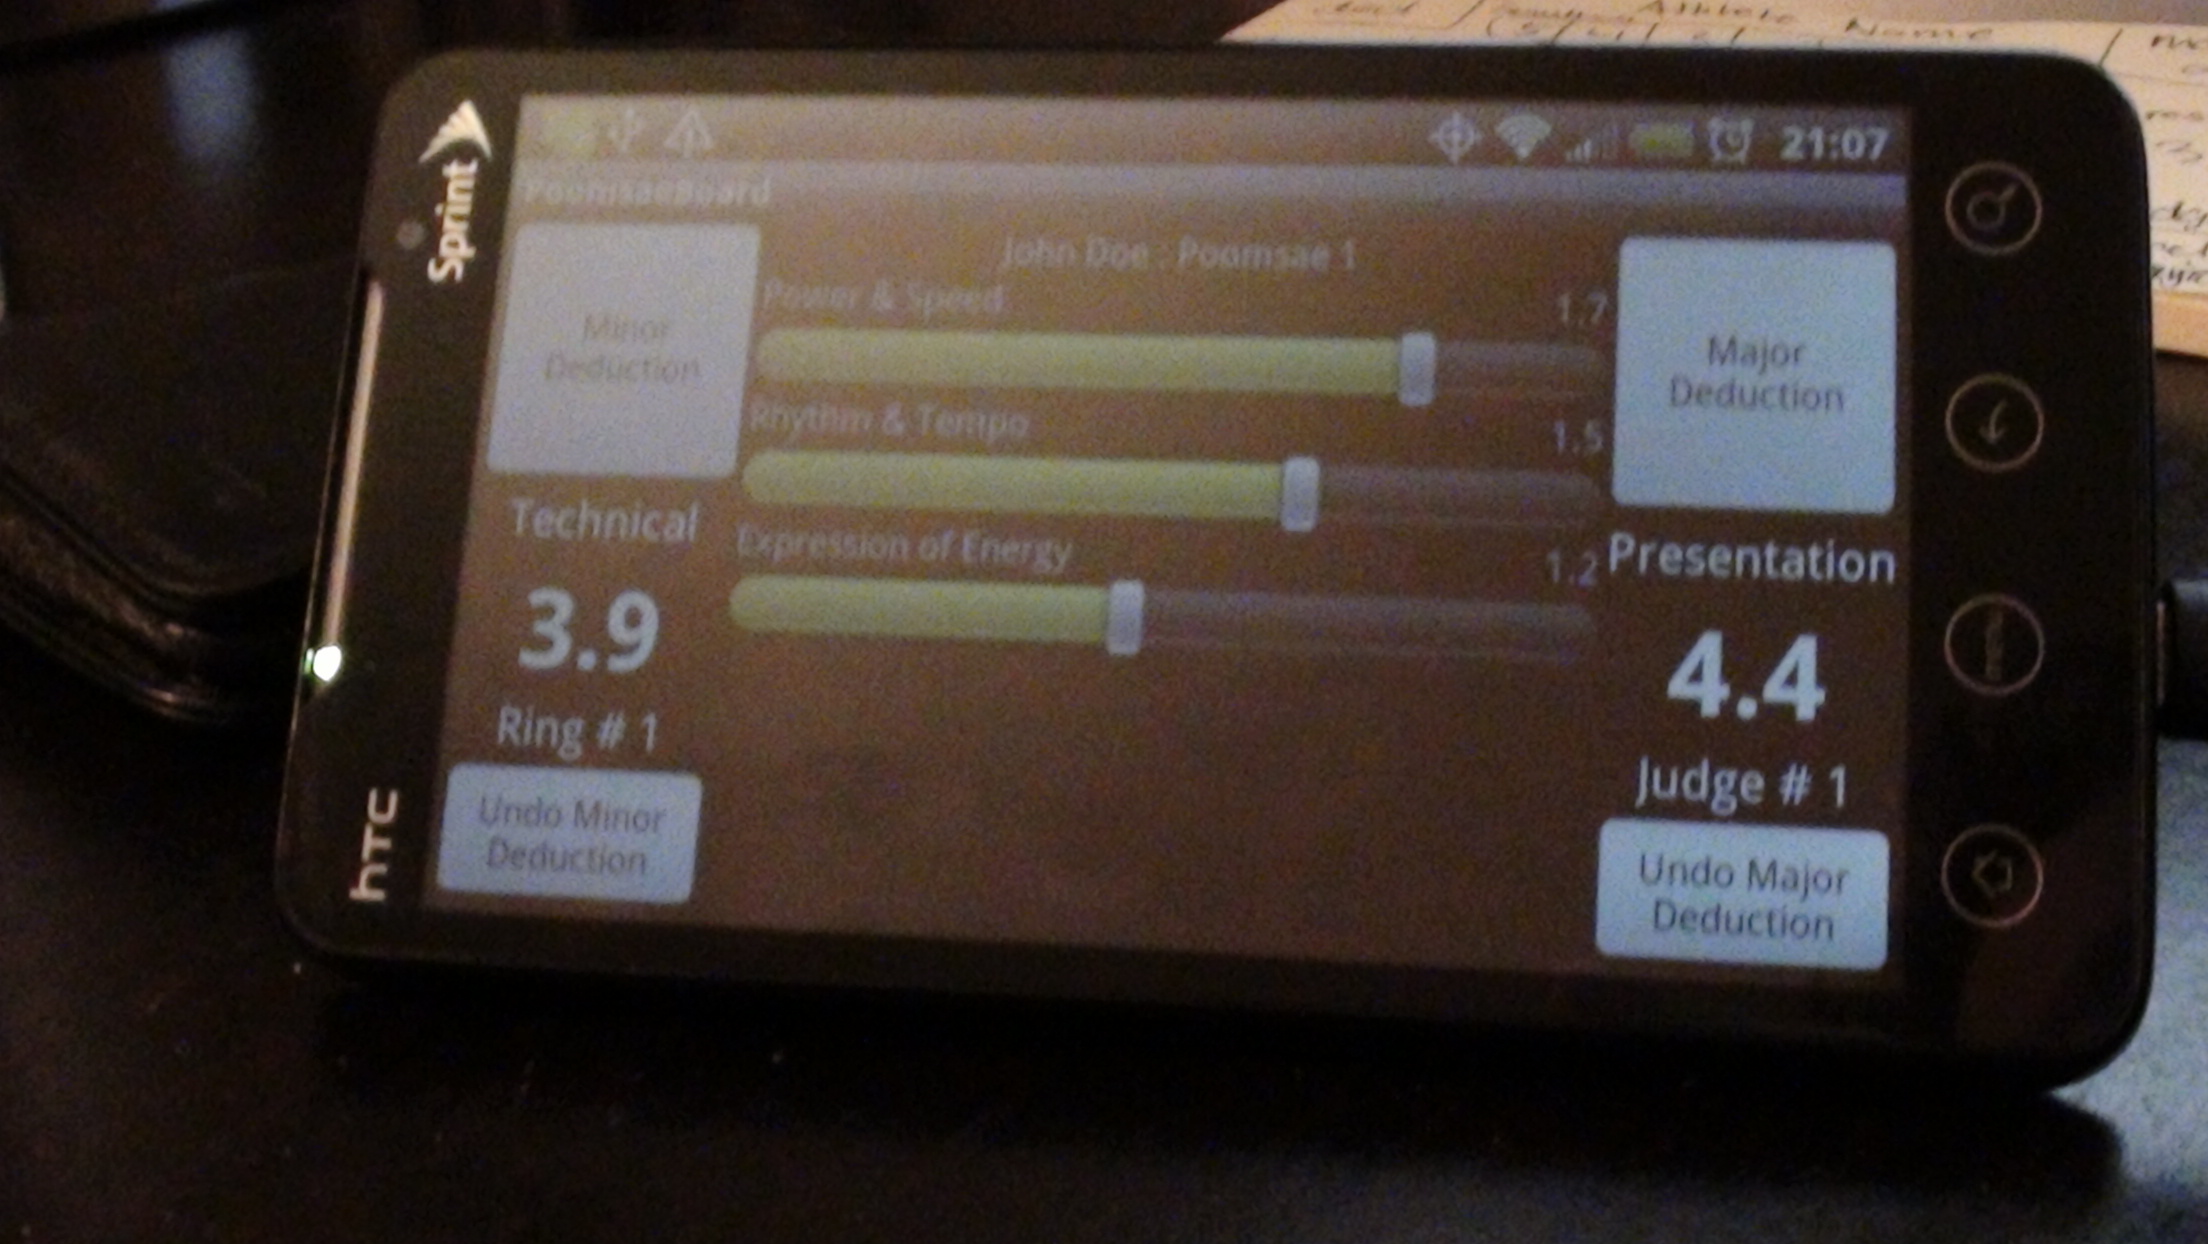 Athlete
Name
Sprint
hTC
21:07
PoomsaeBoard
John Doe : Poomsae 1
Minor
Deduction
Power & Speed
1.7
Rhythm & Tempo
1.5
Expression of Energy
1.2
Major
Deduction
Technical
3.9
Ring # 1
Undo Minor
Deduction
Presentation
4.4
Judge # 1
Undo Major
Deduction